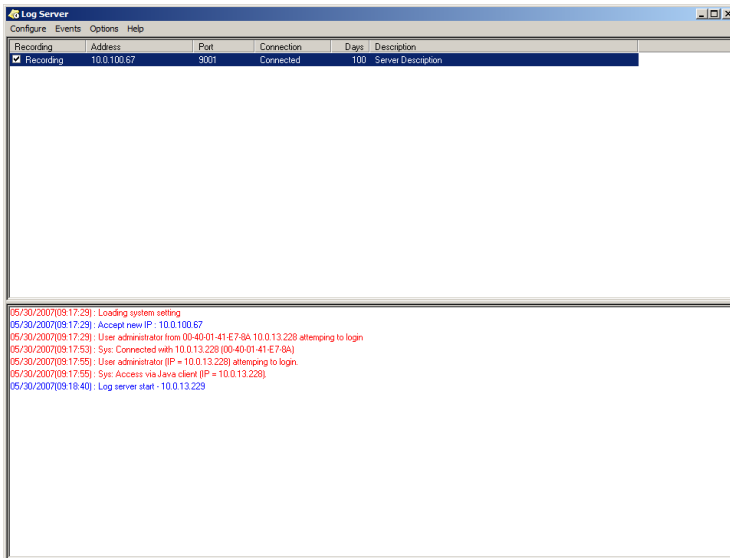 Log Server
Configure Events Options Help
Recording Address Port Connection Days Description
Recording 10.0.100.67 9001 Connected 100 Server Description
05/30/2007(09:17:29) : Loading system setting
05/30/2007(09:17:29) : Accept new IP : 10.0.100.67
05/30/2007(09:17:29) : User administrator from 00-40-01-41-E7-8A 10.0.13.228 attemping to login
05/30/2007(09:17:53) : Sys: Connected with 10.0.13.228 (00-40-01-41-E7-8A)
05/30/2007(09:17:55) : User administrator (IP = 10.0.13.228) attemping to login.
05/30/2007(09:17:55) : Sys: Access via Java client (IP = 10.0.13.228).
05/30/2007(09:18:40) : Log server start - 10.0.13.229